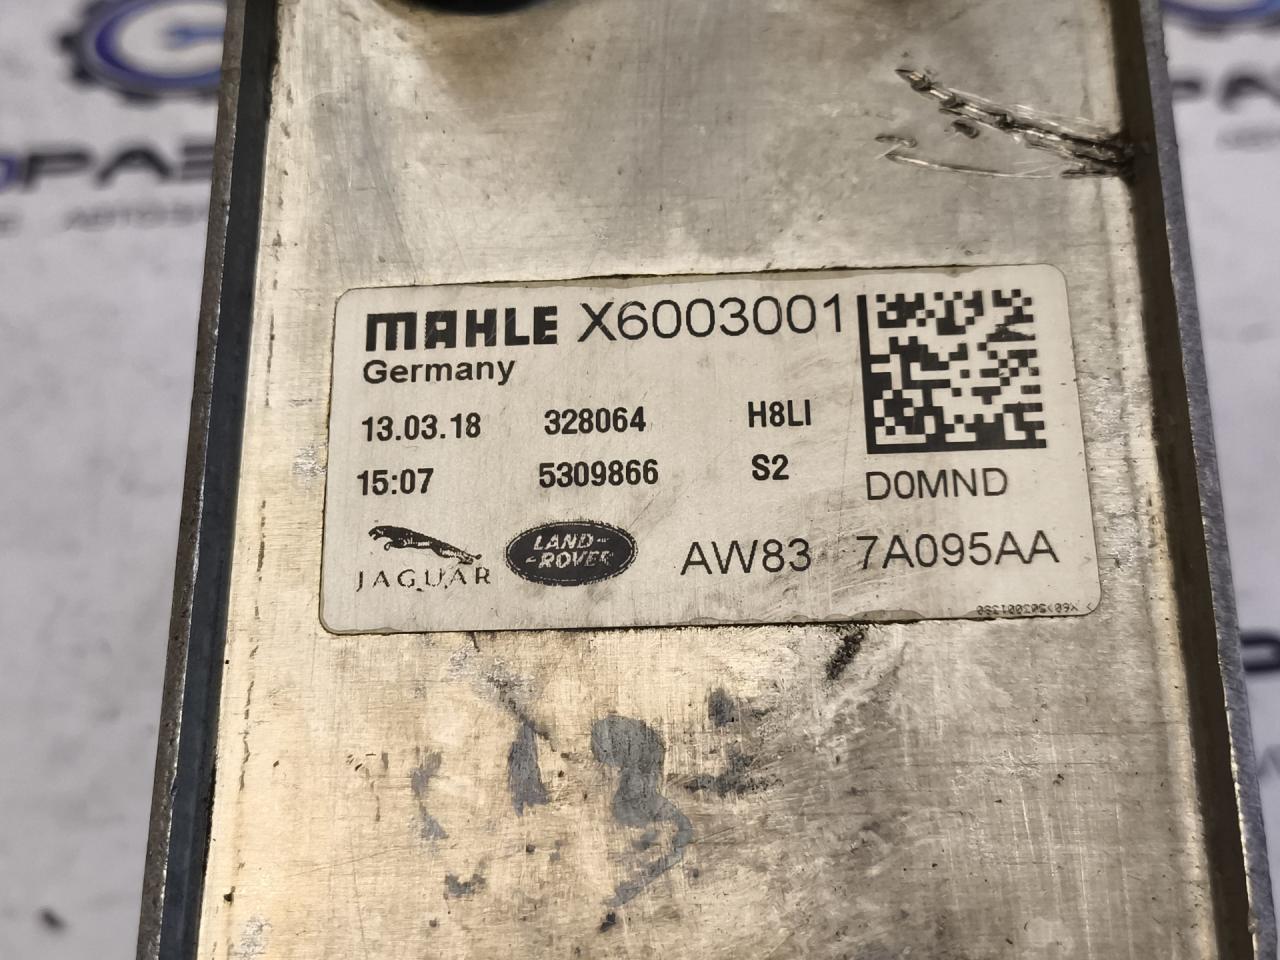 MAHLE X6003001
Germany
13.03.18 328064 H8LI
15:07 5309866 S2
D0MND
JAGUAR LAND-ROVER AW83 7A095AA